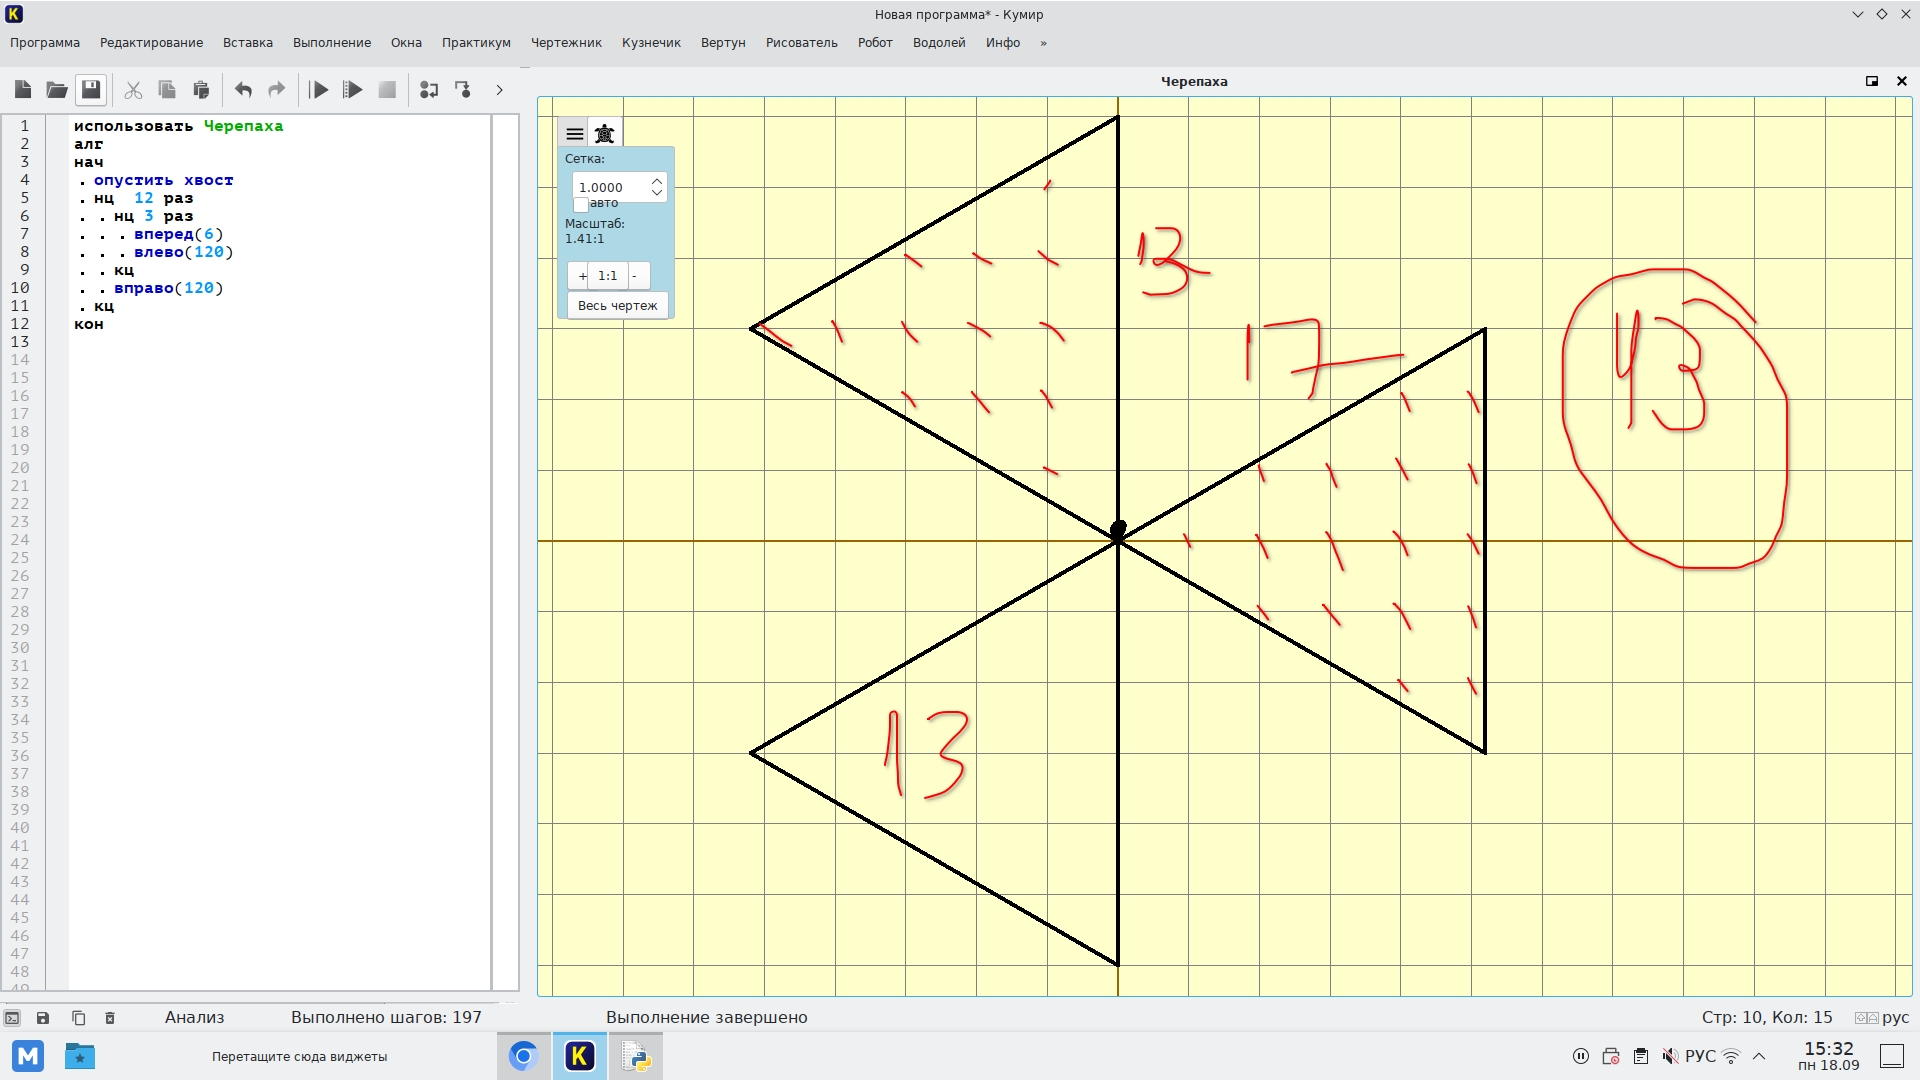 Новая программа* - Кумир
Программа Редактирование Вставка Выполнение Окна Практикум Чертежник Кузнечик Вертун Рисователь Робот Водолей Инфо »
Черепаха
1 использовать Черепаха
2 алг
3 нач
4 . опустить хвост
5 . нц 12 раз
6 . . нц 3 раз
7 . . . вперед(6)
8 . . . влево(120)
9 . . кц
10 . . вправо(120)
11 . кц
12 кон
13
14
15
16
17
18
19
20
21
22
23
24
25
26
27
28
29
30
31
32
33
34
35
36
37
38
39
40
41
42
43
44
45
46
47
48
49
Сетка:
1.0000
авто
Масштаб:
1.41:1
+ 1:1 -
Весь чертеж
13
17
43
13
Анализ Выполнено шагов: 197 Выполнение завершено Стр: 10, Кол: 15 рус
Перетащите сюда виджеты
РУС
15:32
пн 18.09